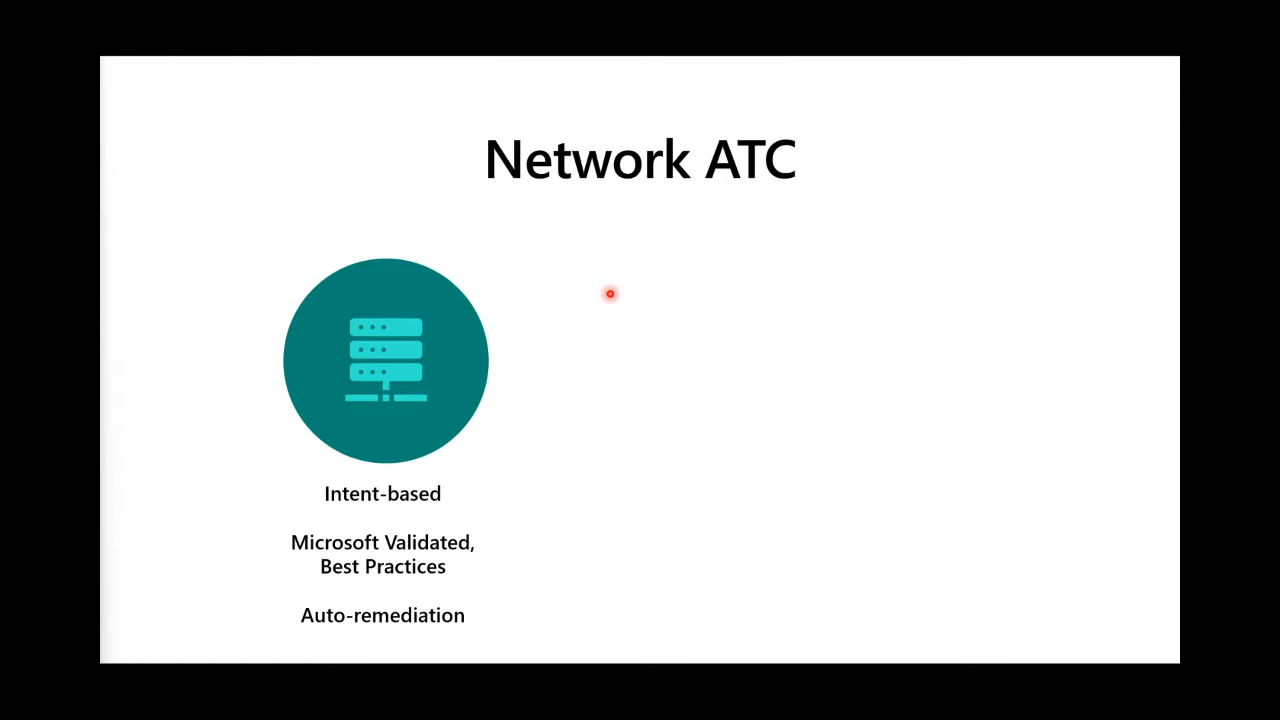 Network ATC
Intent-based
Microsoft Validated,
Best Practices
Auto-remediation